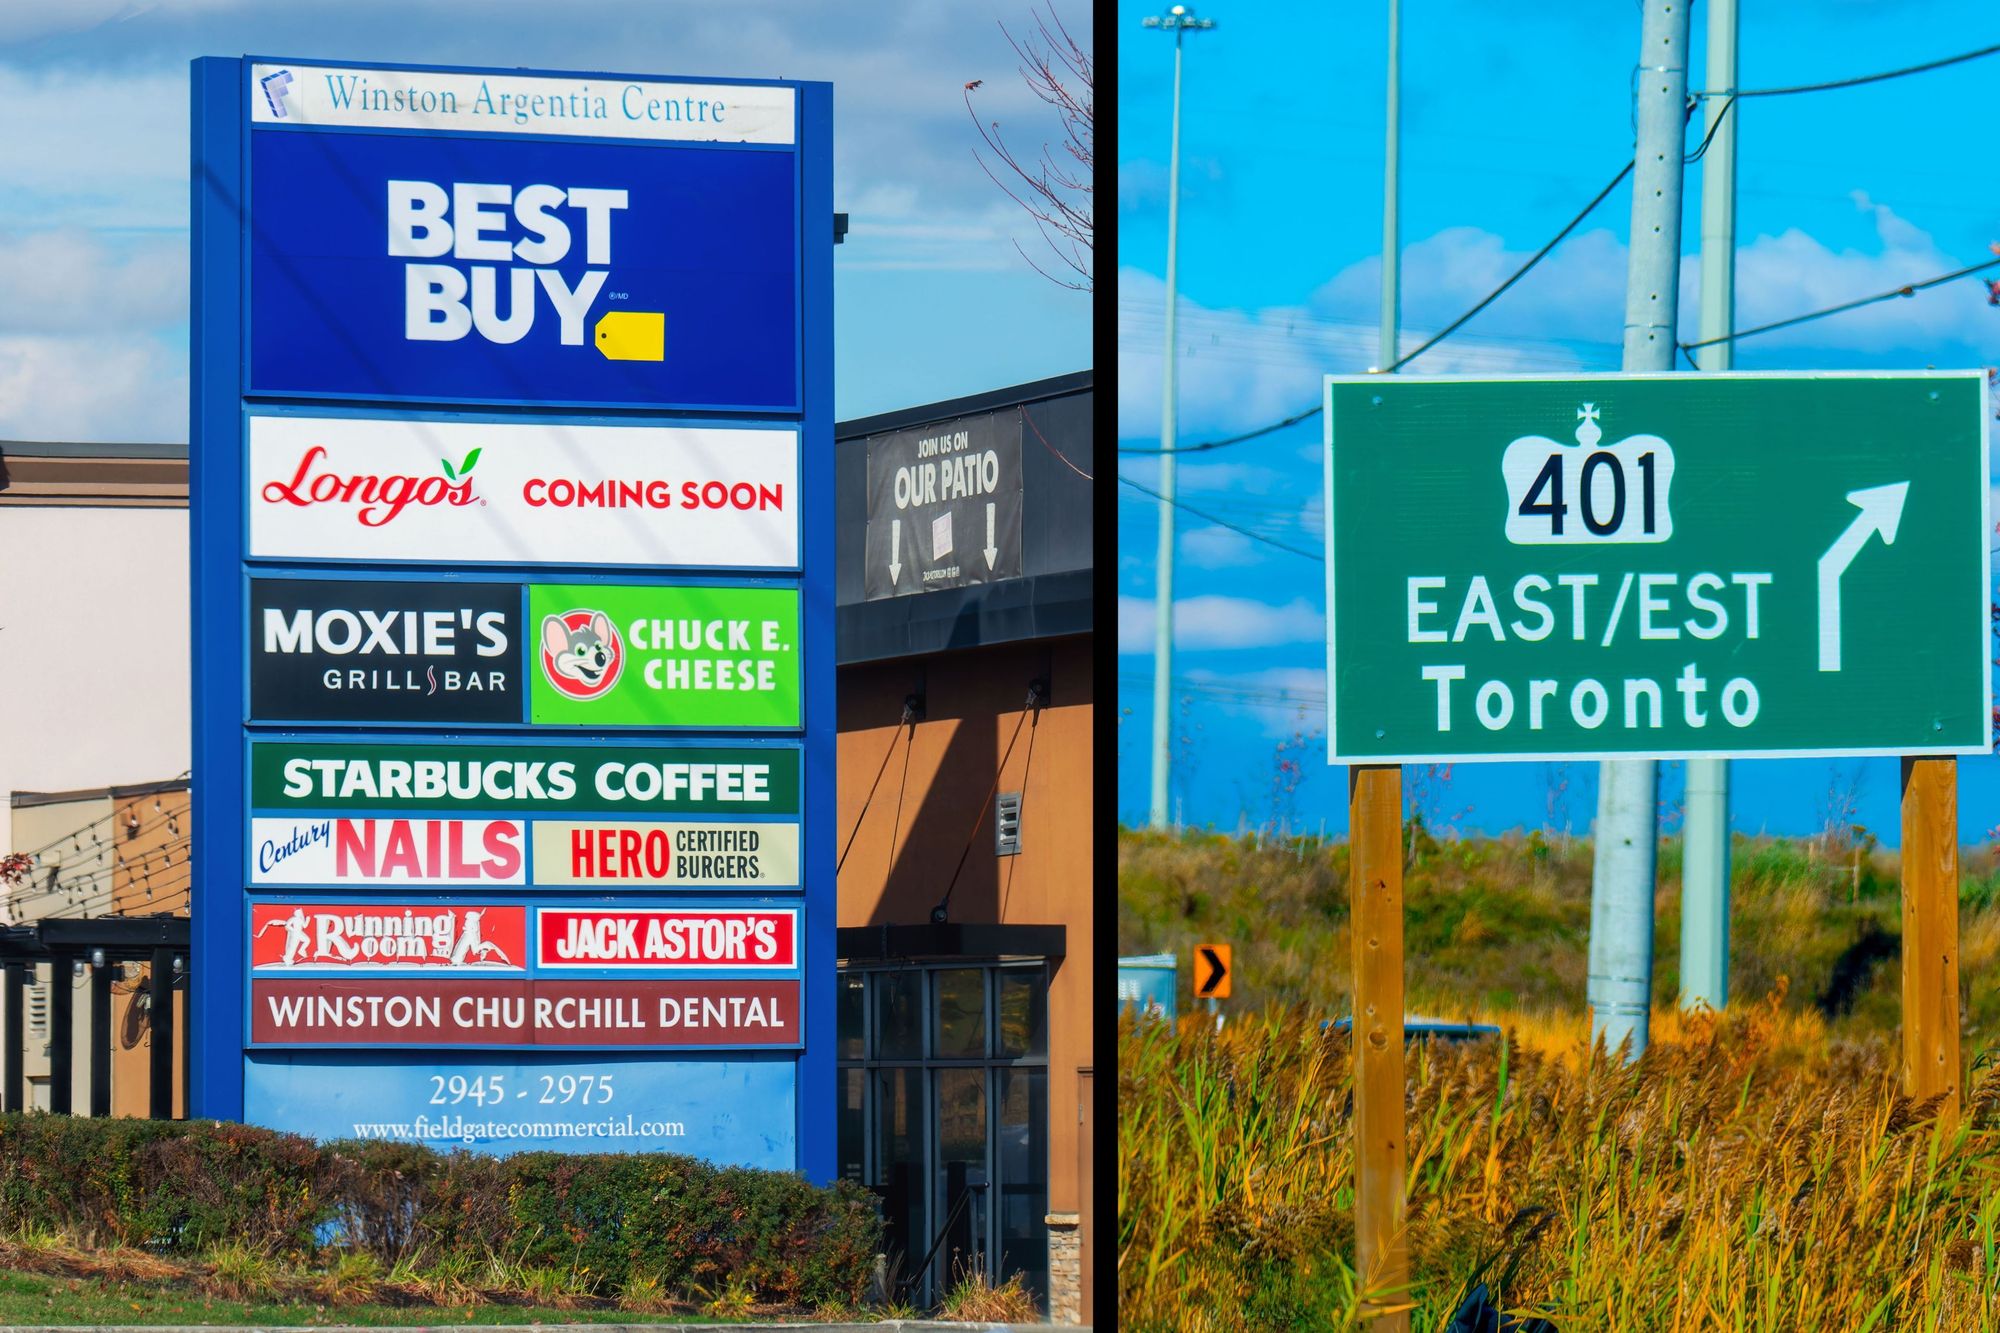 Winston Argentia Centre
BEST
BUY
®/MD
Longo's
COMING SOON
MOXIE'S
GRILL BAR
CHUCK E.
CHEESE
STARBUCKS COFFEE
Century NAILS
HERO CERTIFIED
BURGERS
Running
Room
JACK ASTOR'S
WINSTON CHURCHILL DENTAL
2945 - 2975
www.fieldgatecommercial.com
JOIN US ON
OUR PATIO
401
EAST/EST
Toronto